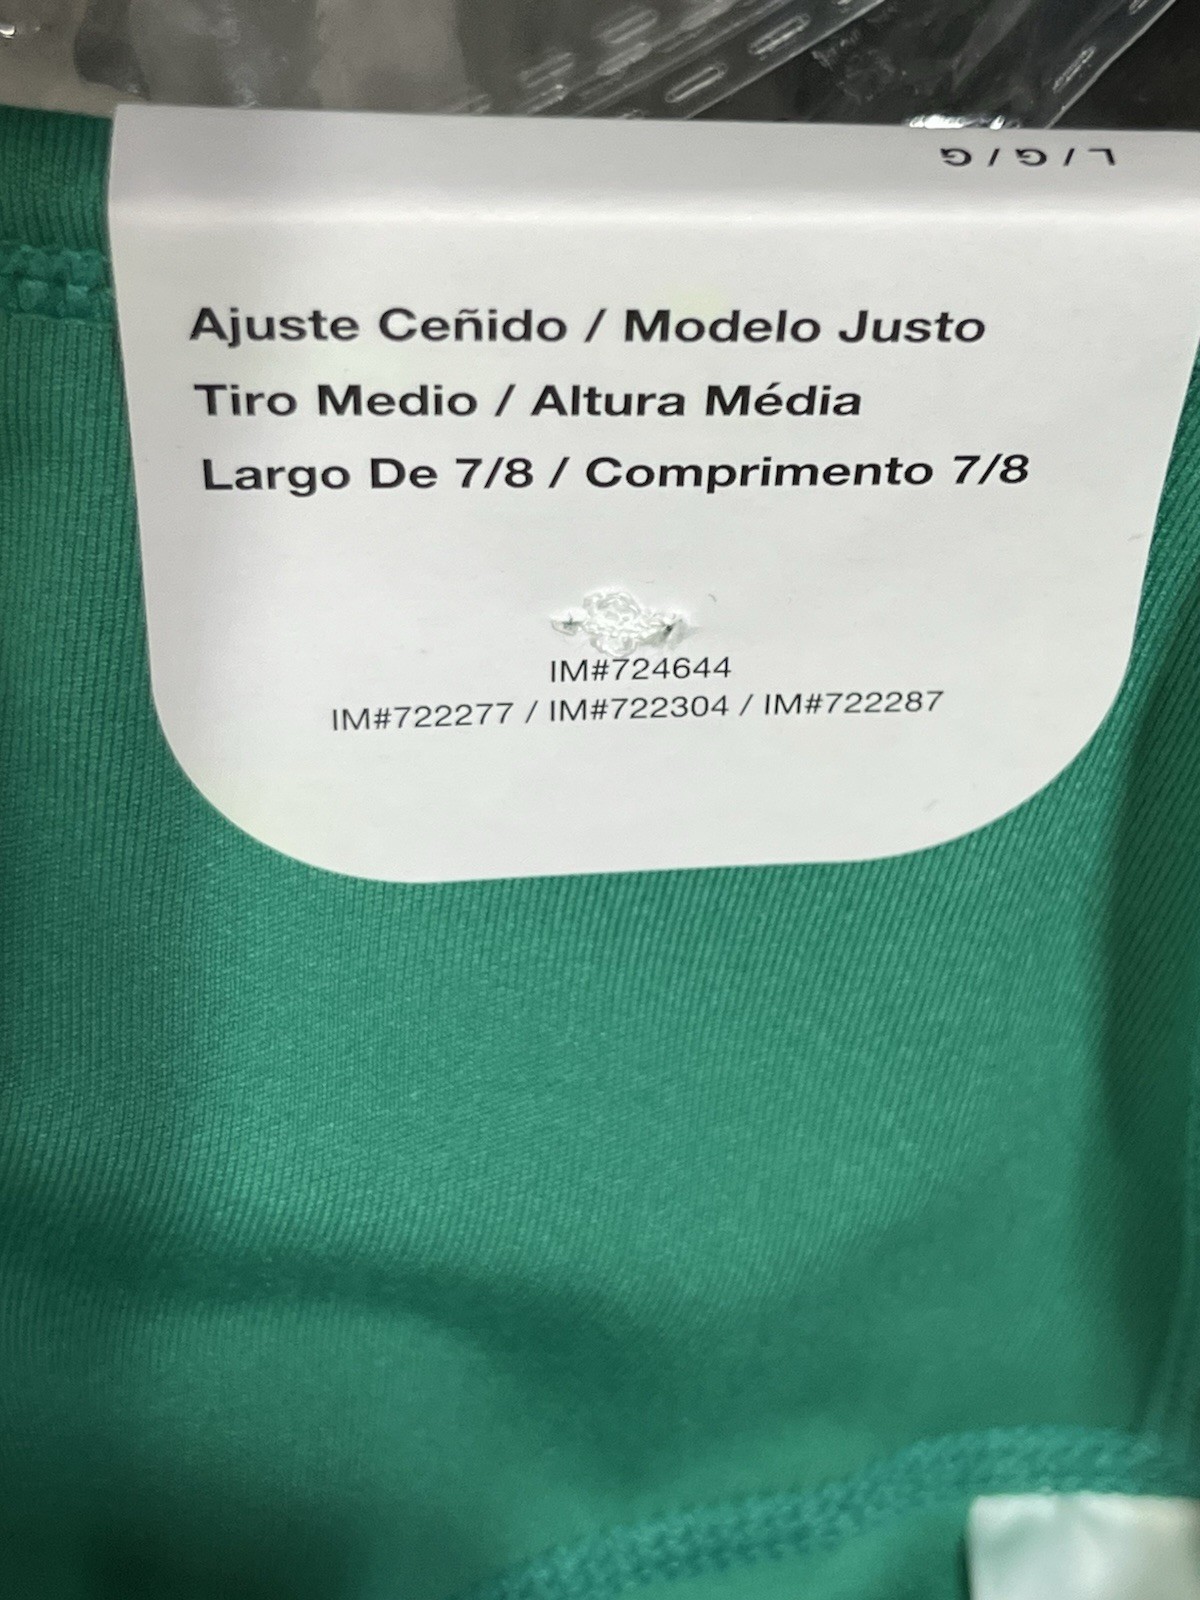 L / G / G
Ajuste Ceñido / Modelo Justo
Tiro Medio / Altura Média
Largo De 7/8 / Comprimento 7/8
IM#724644
IM#722277 / IM#722304 / IM#722287